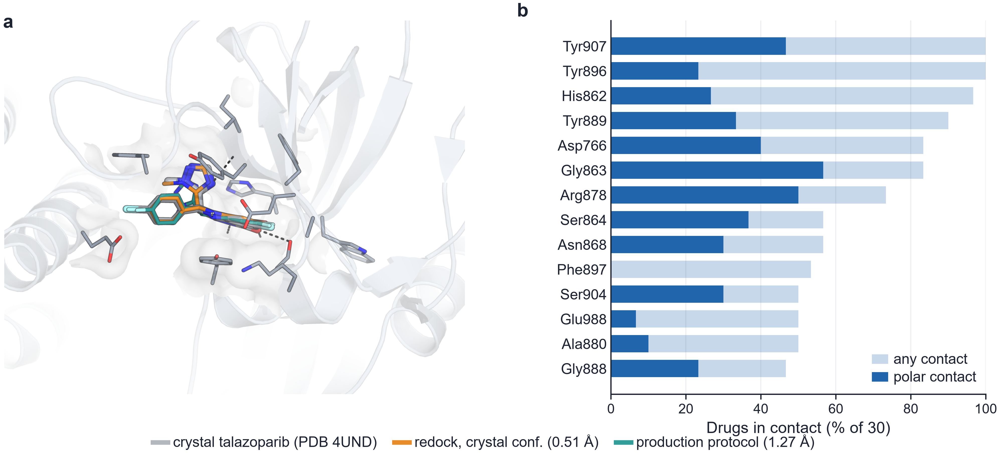 a
b
Tyr907
Tyr896
His862
Tyr889
Asp766
Gly863
Arg878
Ser864
Asn868
Phe897
Ser904
Glu988
Ala880
Gly888
any contact
polar contact
0 20 40 60 80 100
Drugs in contact (% of 30)
crystal talazoparib (PDB 4UND) redock, crystal conf. (0.51 Å) production protocol (1.27 Å)